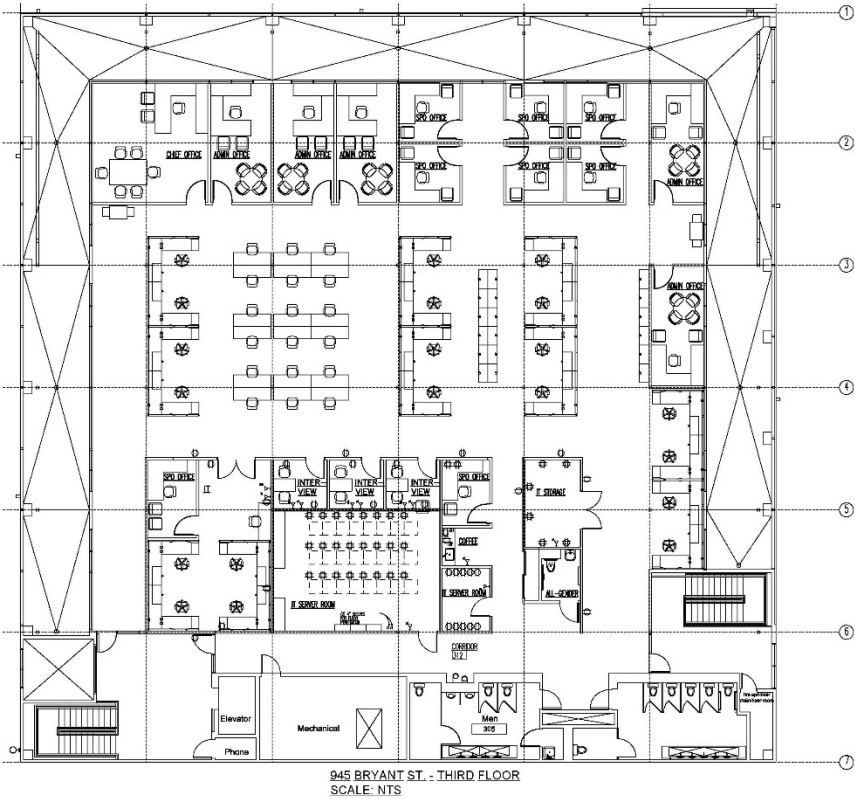 1
SPO OFFICE
SPO OFFICE
SPO OFFICE
2
CHIEF OFFICE
ADMIN OFFICE
ADMIN OFFICE
ADMIN OFFICE
SPO OFFICE
SPO OFFICE
SPO OFFICE
ADMIN OFFICE
3
ADMIN OFFICE
4
SPO OFFICE
IT
INTER
VIEW
INTER
VIEW
INTER
VIEW
SPO OFFICE
IT STORAGE
5
COFFEE
IT SERVER ROOM
IT SERVER ROOM
ALL-GENDER
6
CORRIDOR
312
Elevator
Phone
Mechanical
Men
305
7
945 BRYANT ST. - THIRD FLOOR
SCALE: NTS